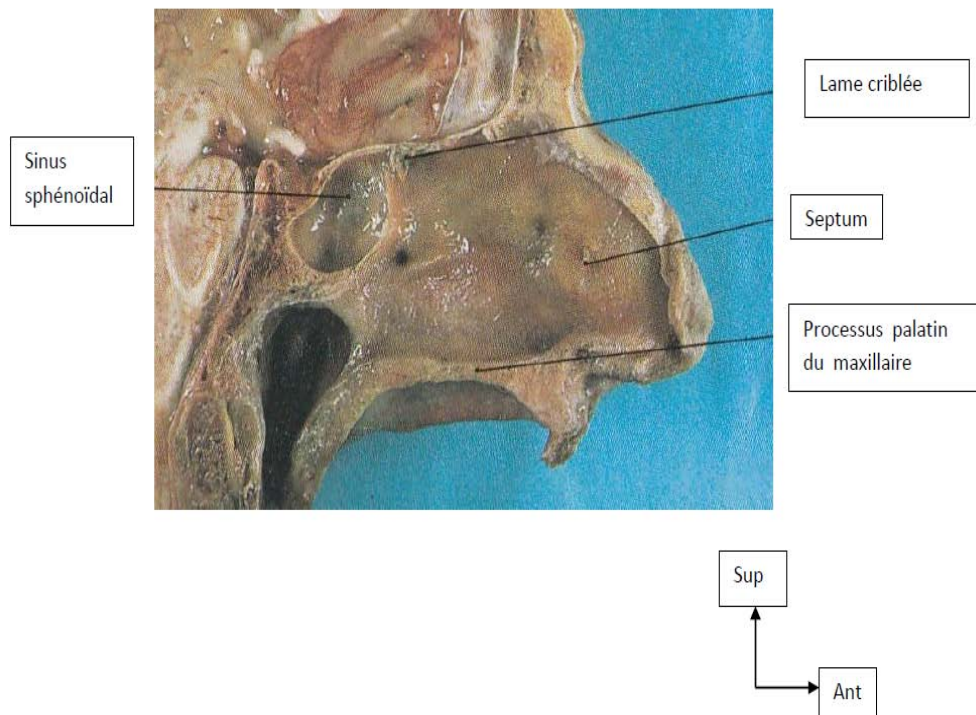 Lame criblée
Sinus
sphénoïdal
Septum
Processus palatin
du maxillaire
Sup
Ant